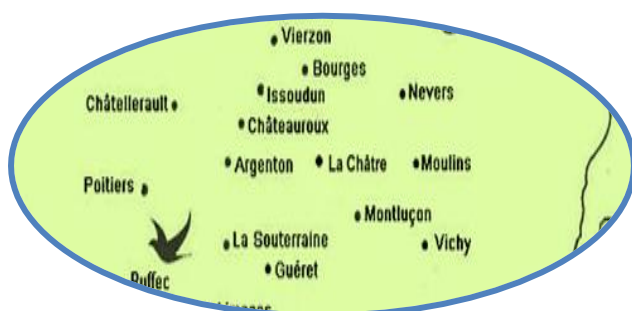 Vierzon
Bourges
Issoudun
Nevers
Châtellerault
Châteauroux
Argenton
La Châtre
Moulins
Poitiers
Montluçon
La Souterraine
Vichy
Guéret
Ruffec